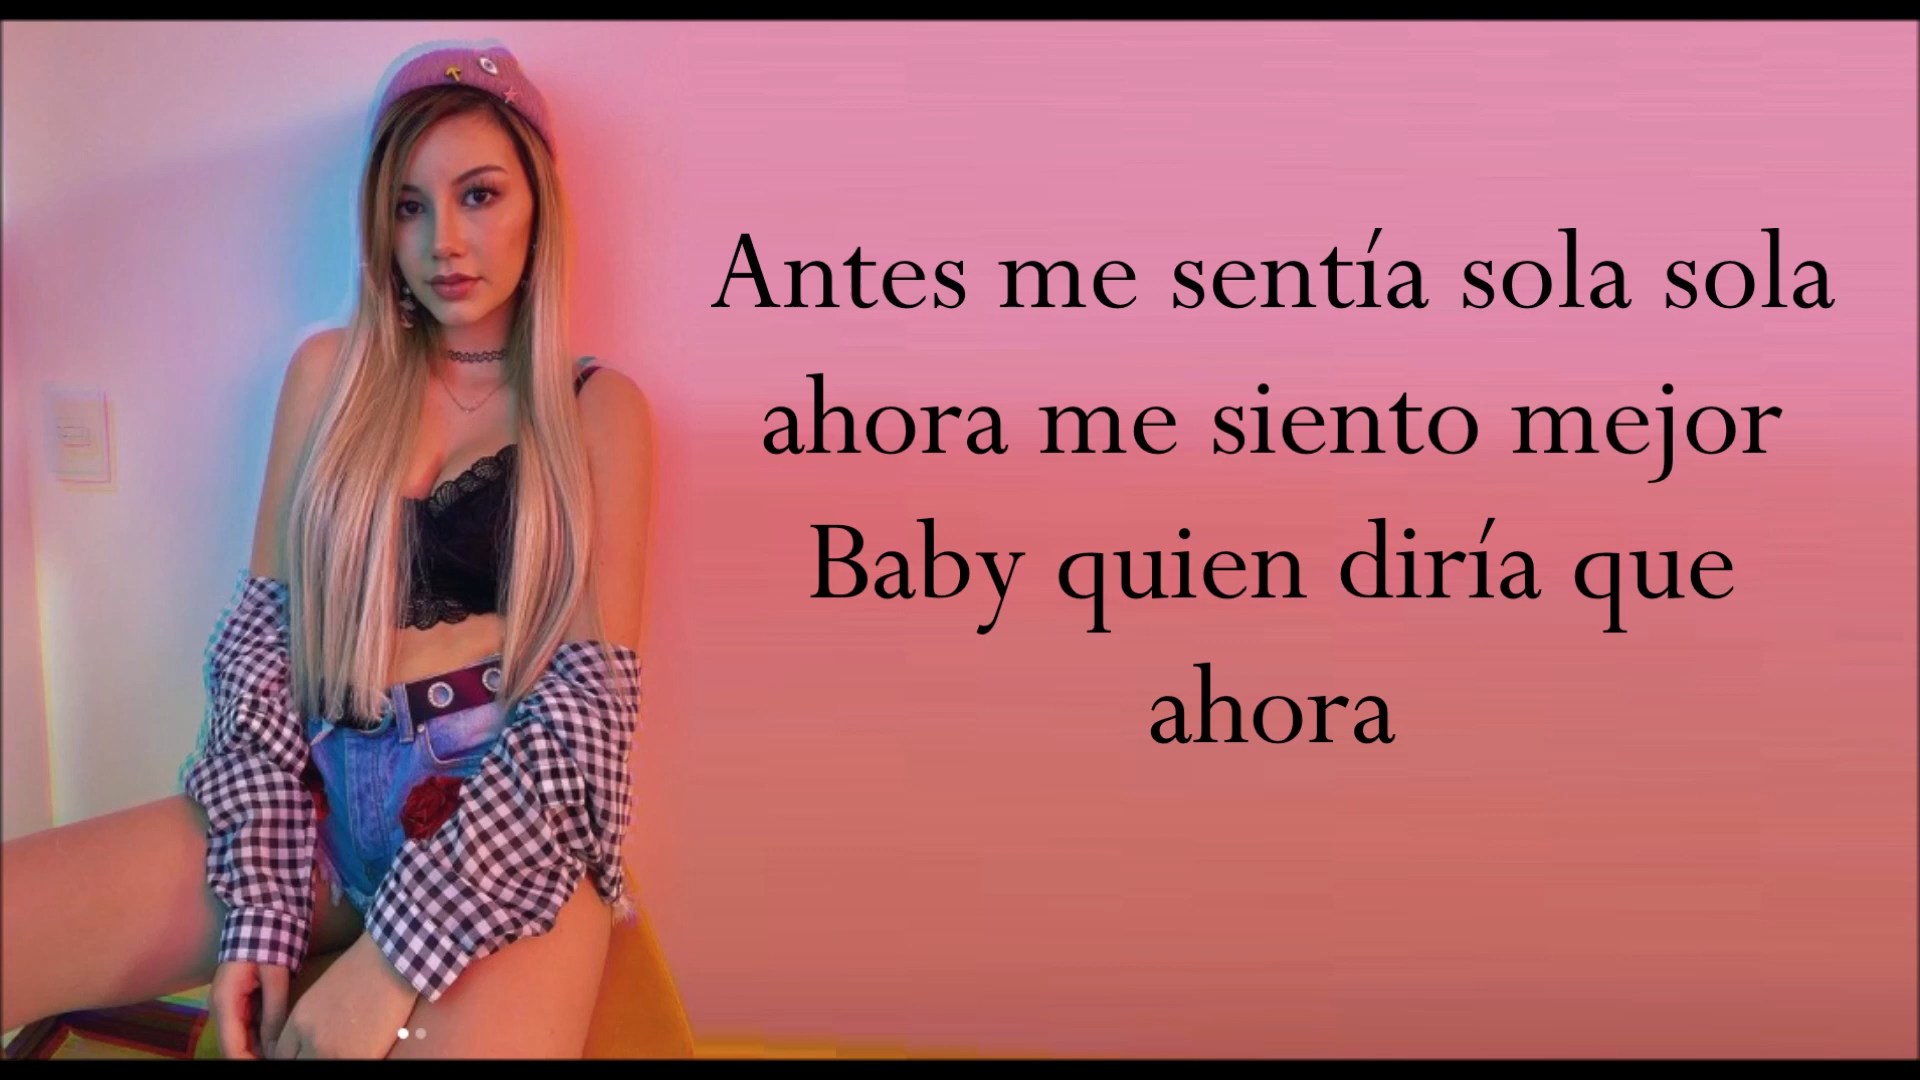 Antes me sentía sola sola
ahora me siento mejor
Baby quien diría que
ahora